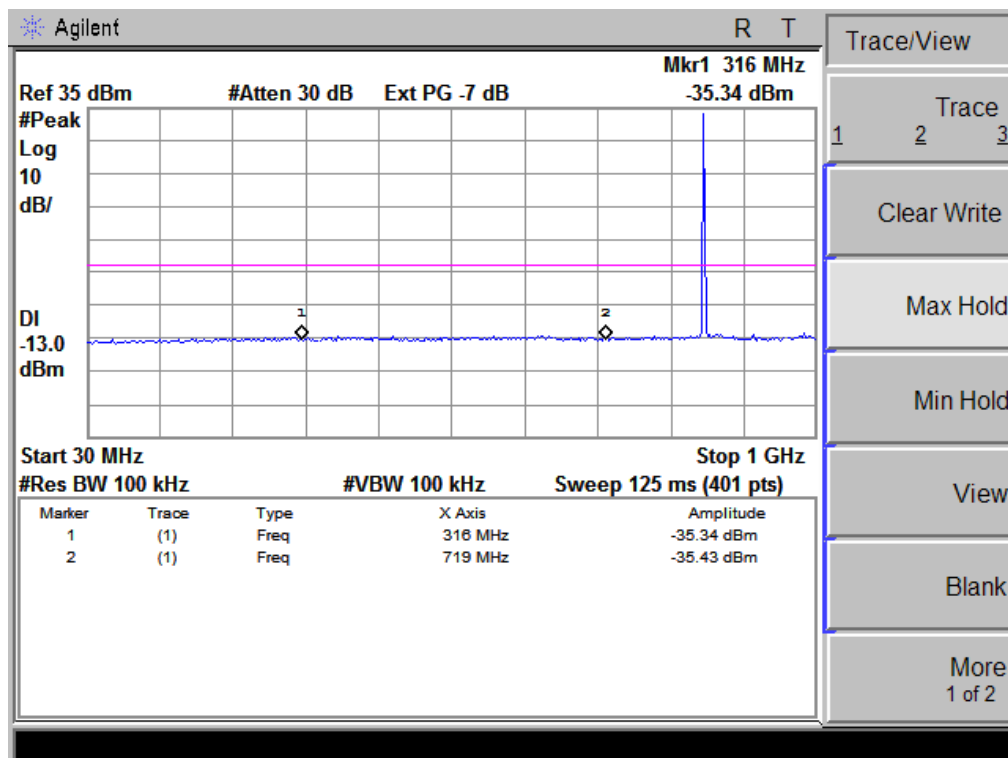 Agilent R T
Trace/View
Mkr1 316 MHz
Ref 35 dBm #Atten 30 dB Ext PG -7 dB -35.34 dBm
#Peak
Log
10
dB/
1
2
DI
-13.0
dBm
Start 30 MHz Stop 1 GHz
#Res BW 100 kHz #VBW 100 kHz Sweep 125 ms (401 pts)
Marker Trace Type X Axis Amplitude
1 (1) Freq 316 MHz -35.34 dBm
2 (1) Freq 719 MHz -35.43 dBm
Trace
1 2 3
Clear Write
Max Hold
Min Hold
View
Blank
More
1 of 2